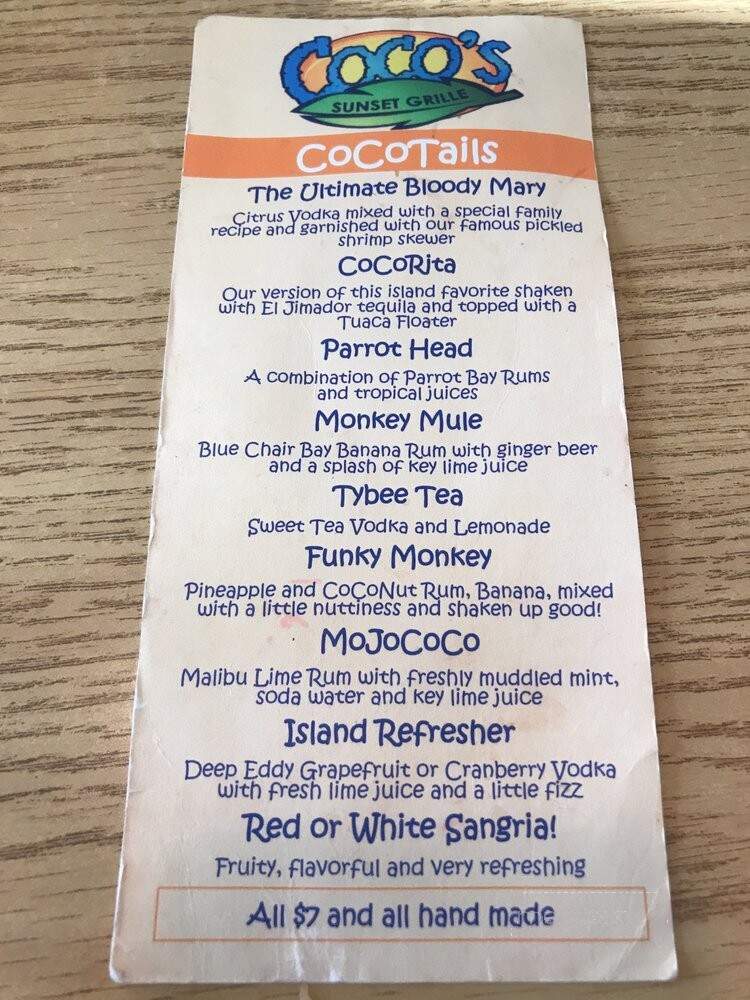 Coco's
SUNSET GRILLE
CoCoTails
The Ultimate Bloody Mary
Citrus Vodka mixed with a special family
recipe and garnished with our famous pickled
shrimp skewer
CoCoRita
Our version of this island favorite shaken
with El Jimador tequila and topped with a
Tuaca Floater
Parrot Head
A combination of Parrot Bay Rums
and tropical juices
Monkey Mule
Blue Chair Bay Banana Rum with ginger beer
and a splash of key lime juice
Tybee Tea
Sweet Tea Vodka and Lemonade
Funky Monkey
Pineapple and CoCoNut Rum, Banana, mixed
with a little nuttiness and shaken up good!
MoJoCoCo
Malibu Lime Rum with freshly muddled mint,
soda water and key lime juice
Island Refresher
Deep Eddy Grapefruit or Cranberry Vodka
with fresh lime juice and a little fizz
Red or White Sangria!
Fruity, flavorful and very refreshing
All $7 and all hand made